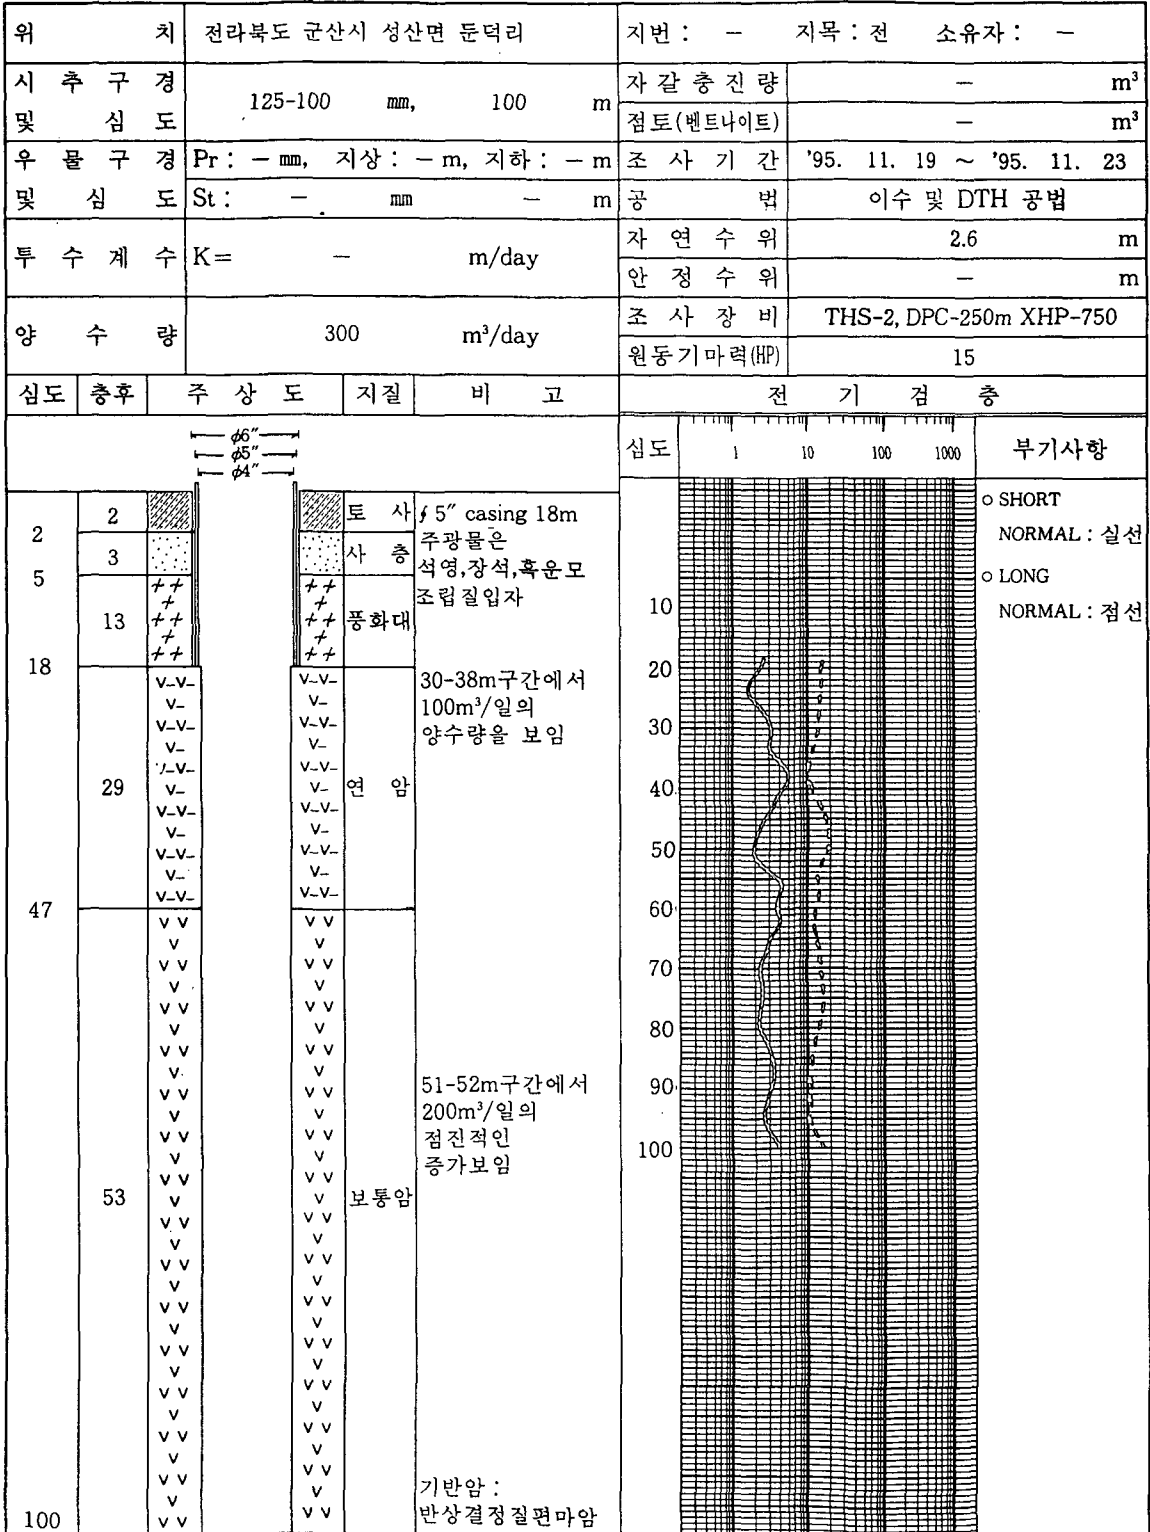 위 치 전라북도 군산시 성산면 둔덕리 지번 : － 지목 : 전 소유자 : －
시 추 구 경 및 심 도 125-100 mm, 100 m
자갈충진량 － m³
점토(벤트나이트) － m³
우 물 구 경 및 심 도 Pr : － mm, 지상 : － m, 지하 : － m
St : － mm － m
조 사 기 간 '95. 11. 19 ～ '95. 11. 23
공 법 이수 및 DTH 공법
투 수 계 수 K= － m/day
자 연 수 위 2.6 m
안 정 수 위 － m
양 수 량 300 m³/day
조 사 장 비 THS-2, DPC-250m XHP-750
원동기마력(HP) 15
심도 층후 주 상 도 지질 비 고 전 기 검 층
φ6″
φ5″
φ4″
2 토 사
2
3 사 층
5
13 풍화대
18
29 연 암
47
53 보통암
100
∮ 5″ casing 18m
주광물은
석영,장석,흑운모
조립질입자
30-38m구간에서
100m³/일의
양수량을 보임
51-52m구간에서
200m³/일의
점진적인
증가보임
기반암 :
반상결정질편마암
심도 1 10 100 1000 부기사항
10
20
30
40
50
60
70
80
90
100
○ SHORT
NORMAL : 실선
○ LONG
NORMAL : 점선